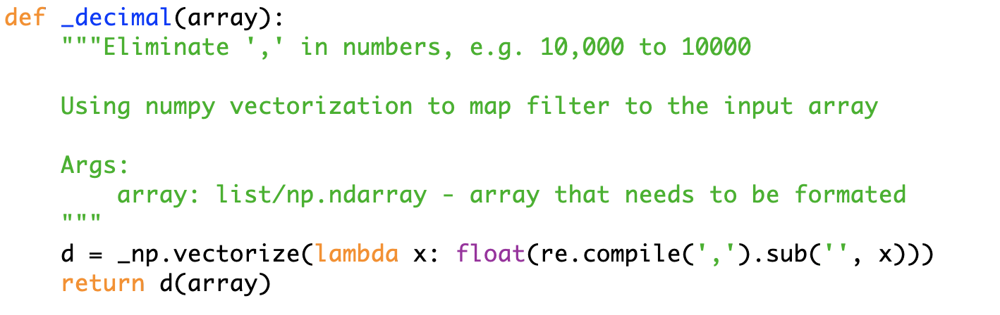 def _decimal(array):
    """Eliminate ',' in numbers, e.g. 10,000 to 10000

    Using numpy vectorization to map filter to the input array

    Args:
        array: list/np.ndarray - array that needs to be formated
    """
    d = _np.vectorize(lambda x: float(re.compile(',').sub('', x)))
    return d(array)